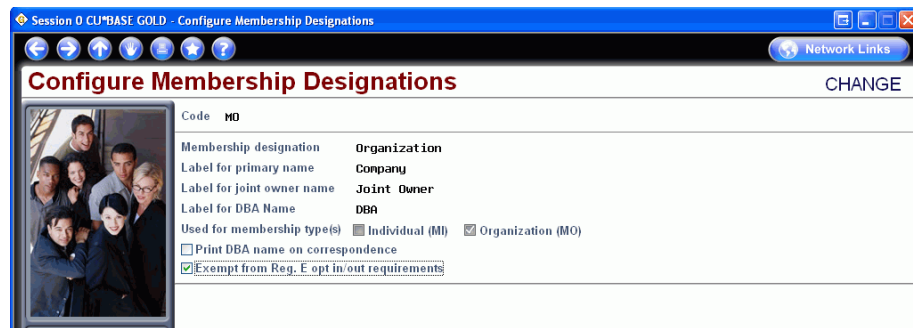 Session 0 CU*BASE GOLD - Configure Membership Designations
Network Links
Configure Membership Designations
CHANGE
Code MO
Membership designation Organization
Label for primary name Company
Label for joint owner name Joint Owner
Label for DBA Name DBA
Used for membership type(s) Individual (MI) Organization (MO)
Print DBA name on correspondence
Exempt from Reg. E opt in/out requirements